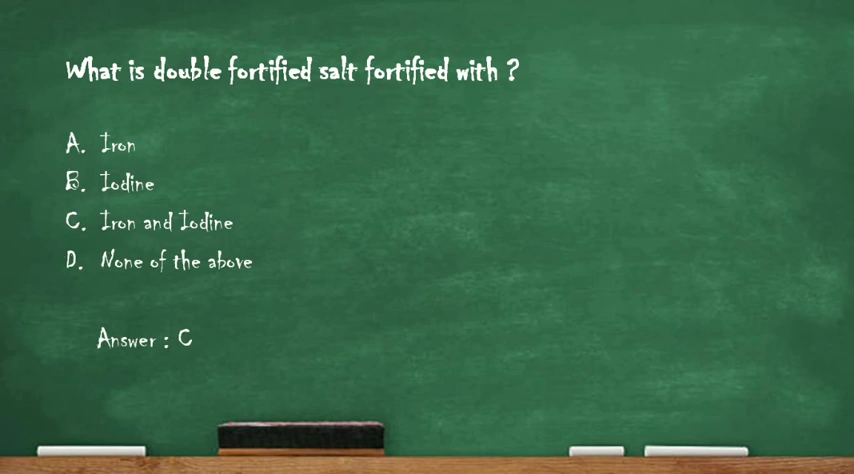 What is double fortified salt fortified with ?
A. Iron
B. Iodine
C. Iron and Iodine
D. None of the above
Answer : C